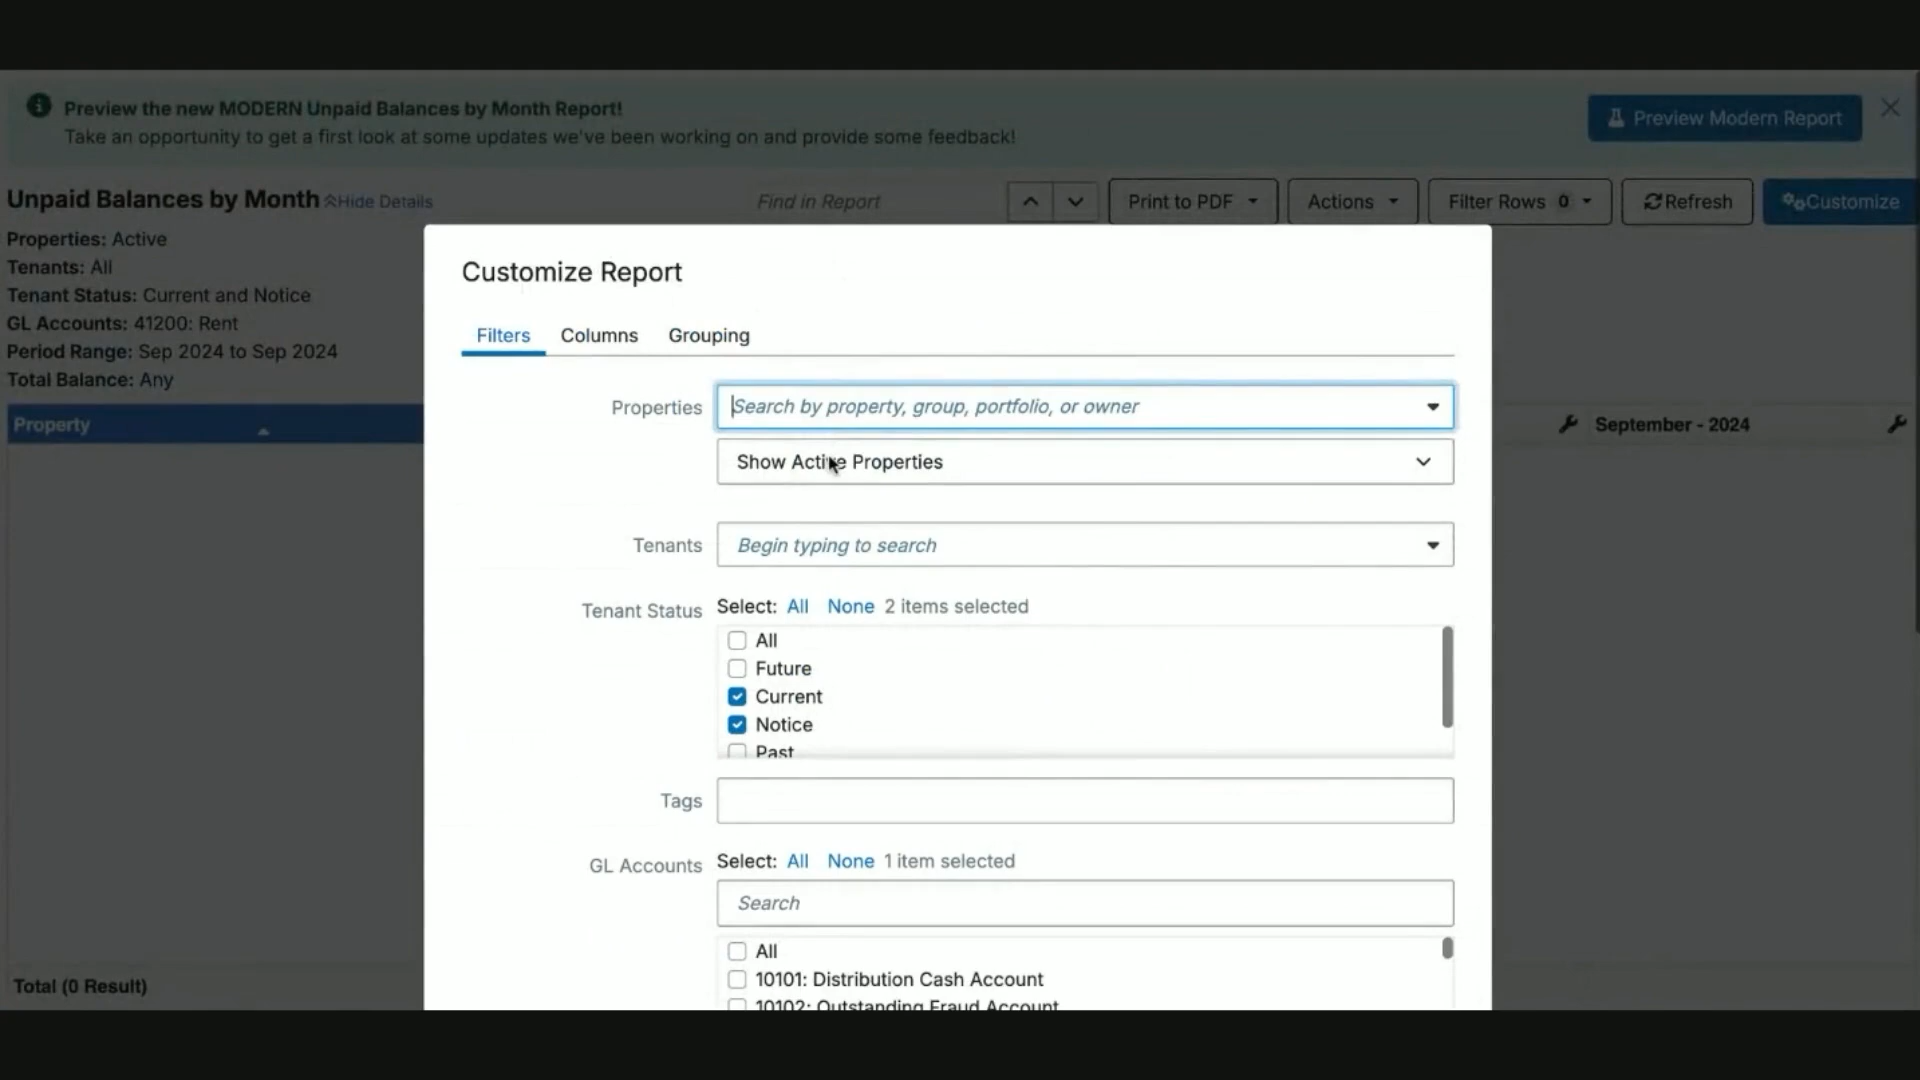 Preview the new MODERN Unpaid Balances by Month Report!
Take an opportunity to get a first look at some updates we've been working on and provide some feedback!
Preview Modern Report
Unpaid Balances by Month Hide Details
Find in Report
Print to PDF
Actions
Filter Rows 0
Refresh
Customize
Properties: Active
Tenants: All
Tenant Status: Current and Notice
GL Accounts: 41200: Rent
Period Range: Sep 2024 to Sep 2024
Total Balance: Any
Property
September - 2024
Total (0 Result)
Customize Report
Filters
Columns
Grouping
Properties
Search by property, group, portfolio, or owner
Show Active Properties
Tenants
Begin typing to search
Tenant Status
Select: All None 2 items selected
All
Future
Current
Notice
Past
Tags
GL Accounts
Select: All None 1 item selected
Search
All
10101: Distribution Cash Account
10102: Outstanding Fraud Account